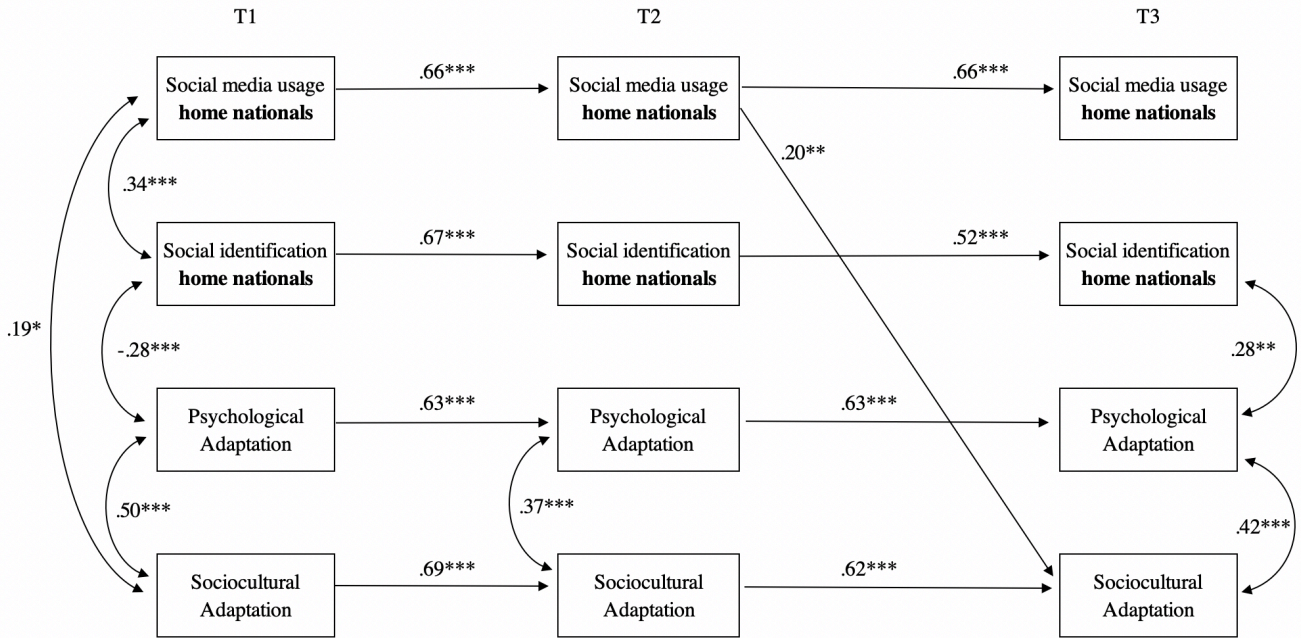 T1
T2
T3
Social media usage
home nationals
.66***
Social media usage
home nationals
.66***
Social media usage
home nationals
.20**
.34***
Social identification
home nationals
.67***
Social identification
home nationals
.52***
Social identification
home nationals
.19*
-.28***
.28**
Psychological
Adaptation
.63***
Psychological
Adaptation
.63***
Psychological
Adaptation
.50***
.37***
.42***
Sociocultural
Adaptation
.69***
Sociocultural
Adaptation
.62***
Sociocultural
Adaptation